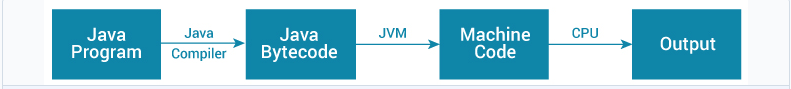 Java
Program
Java
Compiler
Java
Bytecode
JVM
Machine
Code
CPU
Output